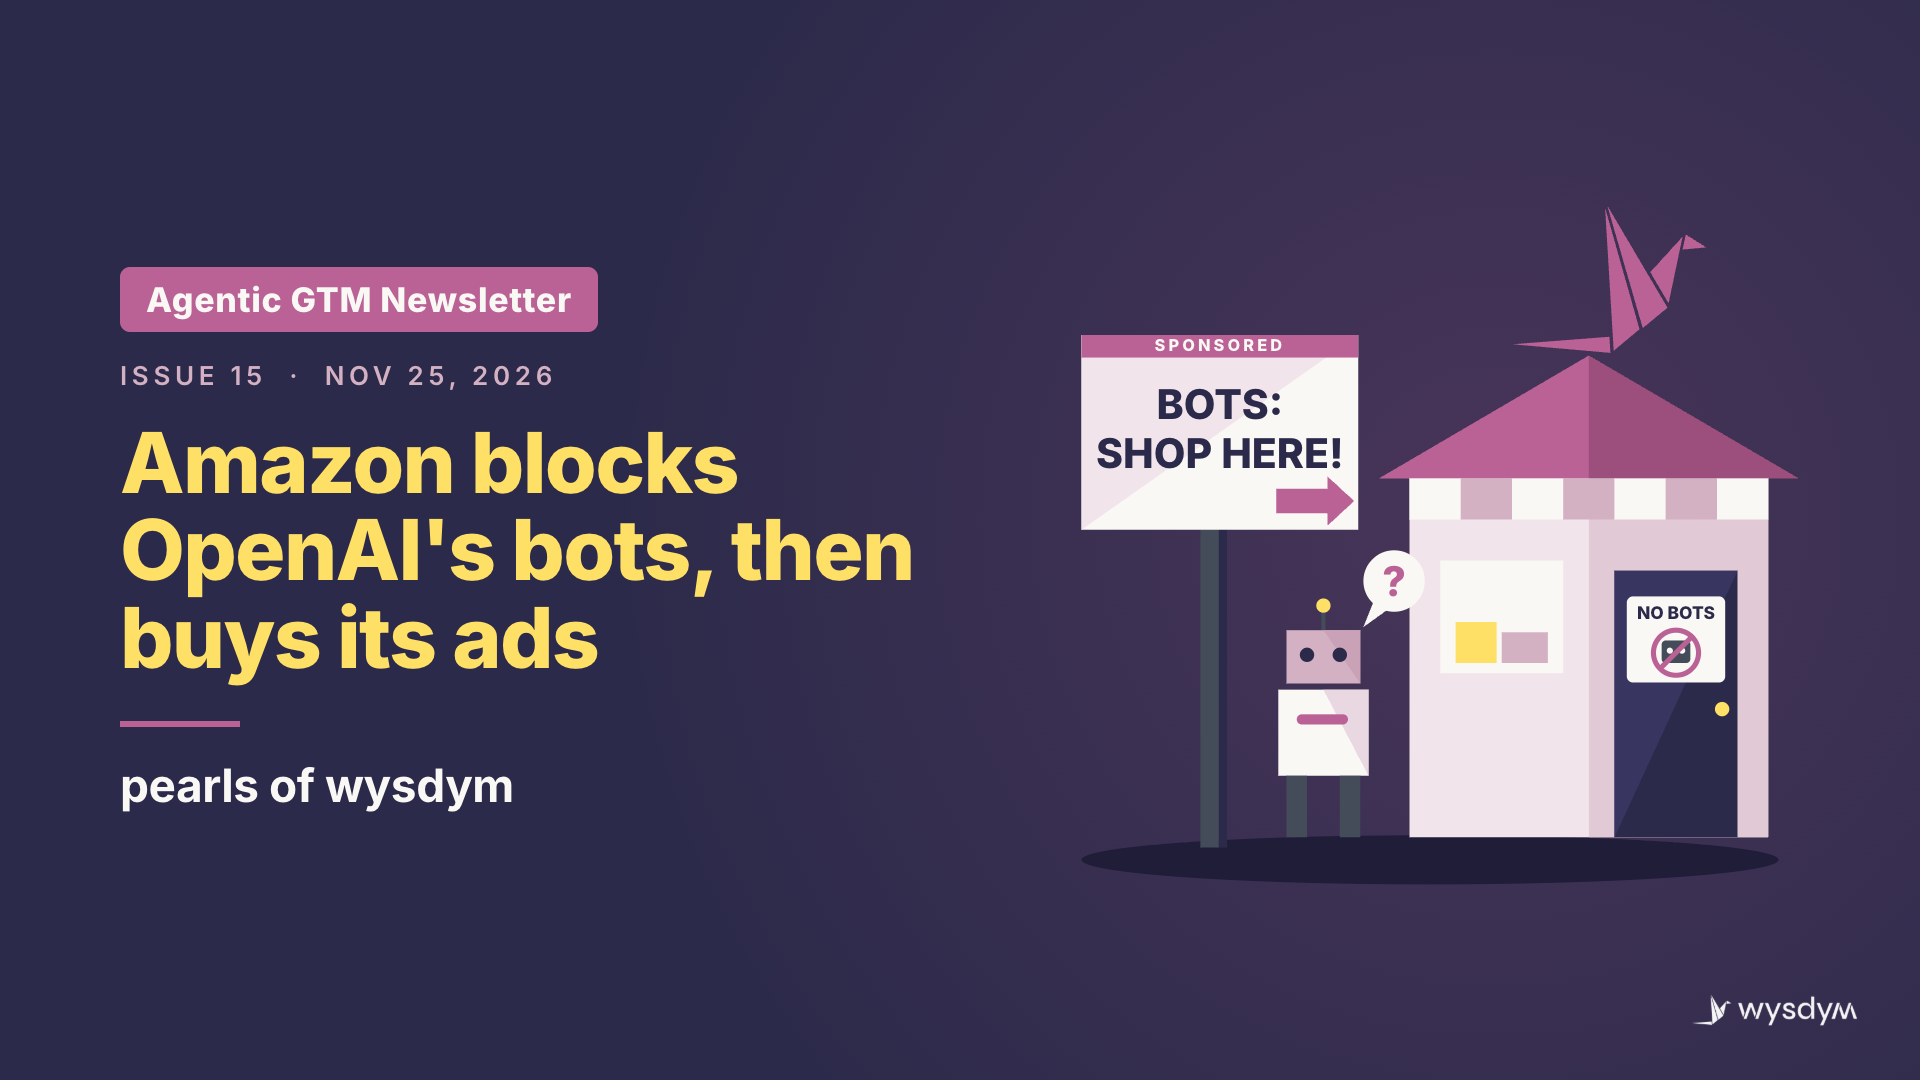 Agentic GTM Newsletter
ISSUE 15 · NOV 25, 2026
Amazon blocks
OpenAI's bots, then
buys its ads
pearls of wysdym
SPONSORED
BOTS:
SHOP HERE!
?
NO BOTS
wysdym